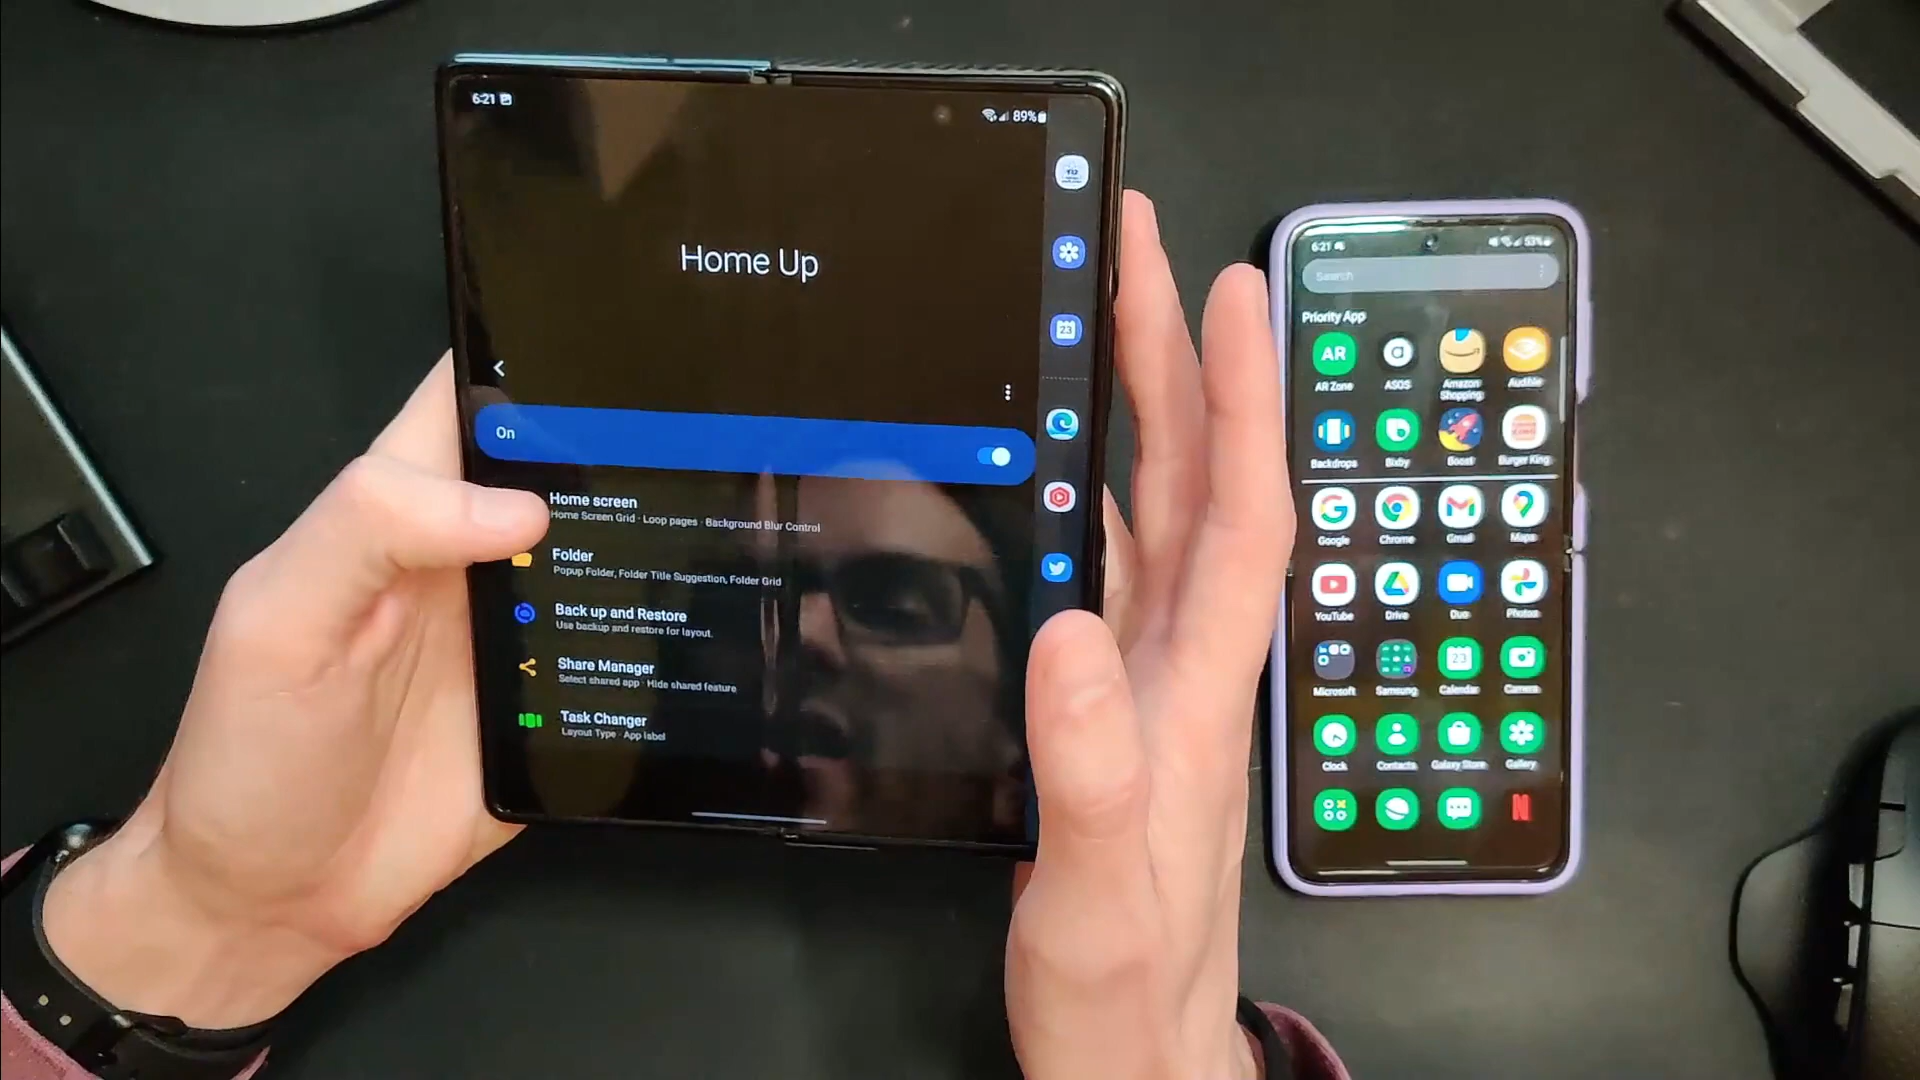 6:21
89%
Home Up
23
On
Home screen
Home Screen Grid · Loop pages · Background Blur Control
Folder
Popup Folder, Folder Title Suggestion, Folder Grid
Back up and Restore
Use backup and restore for layout.
Share Manager
Select shared app · Hide shared feature
Task Changer
Layout Type · App label
6:21
53%
Search
Priority App
AR
a
AR Zone
ASOS
Amazon Shopping
Audible
Backdrops
Bixby
Boost
Burger King
Google
Chrome
Gmail
Maps
YouTube
Drive
Duo
Photos
23
Microsoft
Samsung
Calendar
Camera
Clock
Contacts
Galaxy Store
Gallery
N